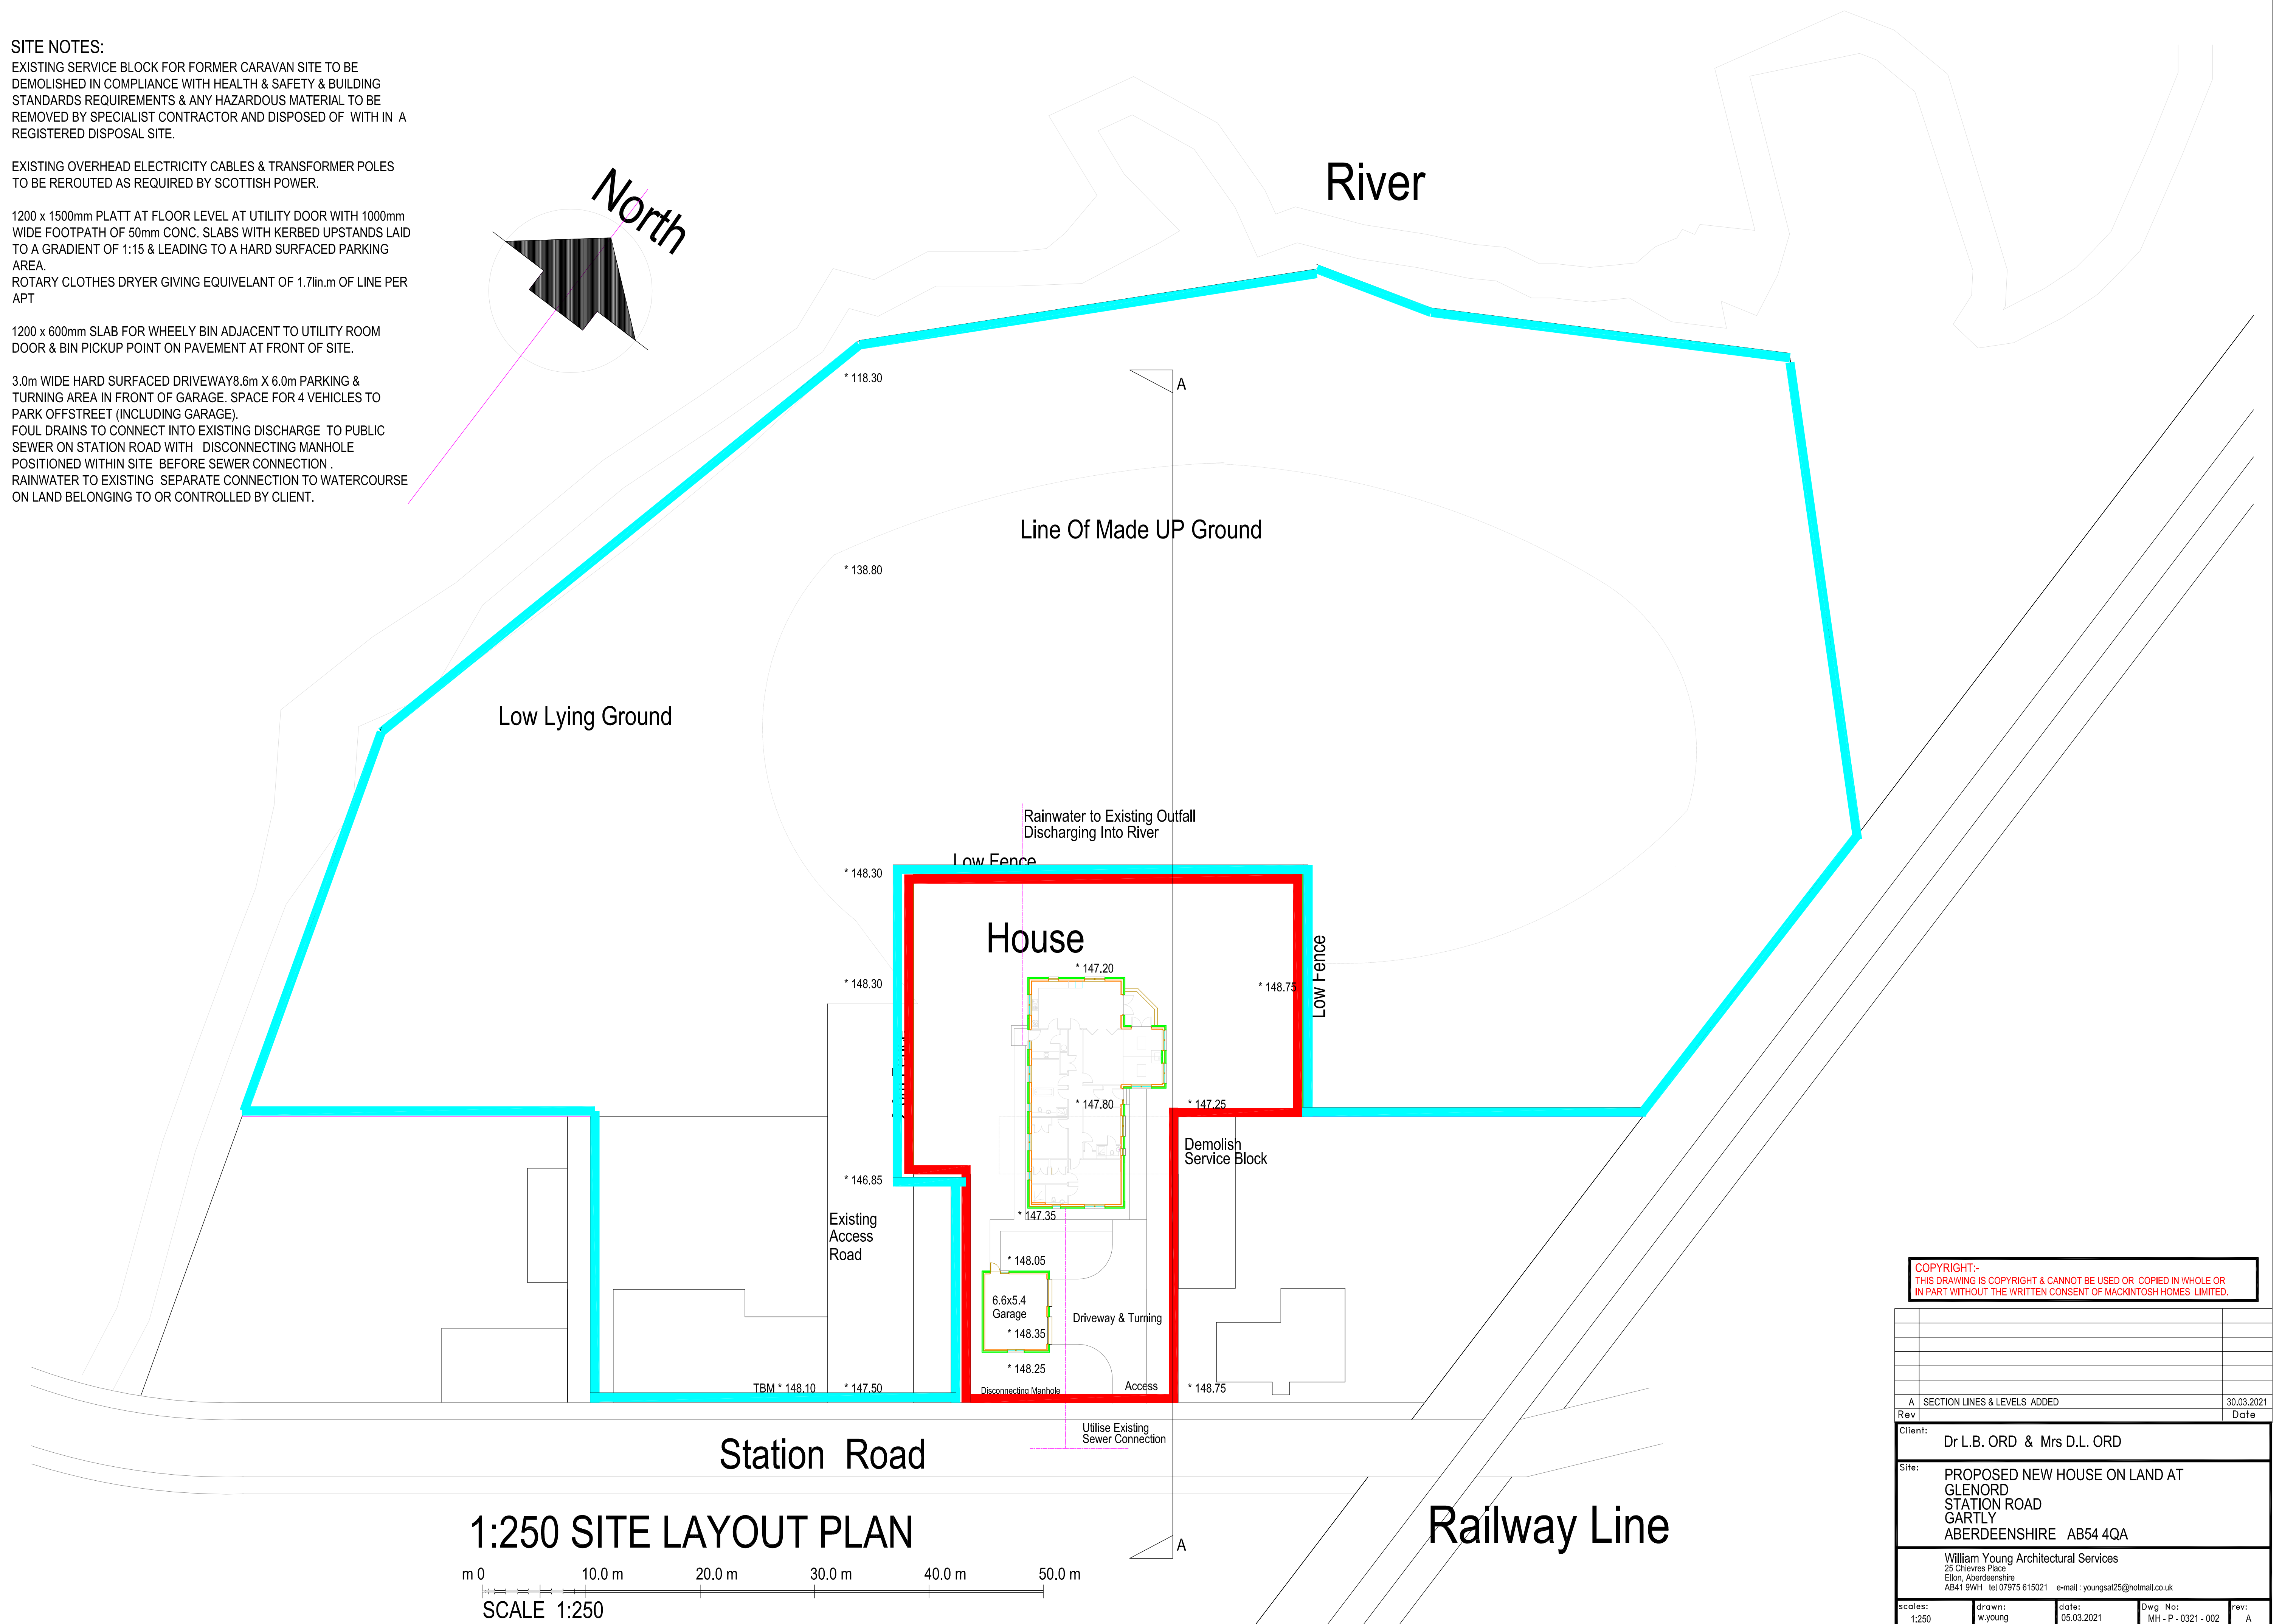 SITE NOTES:
EXISTING SERVICE BLOCK FOR FORMER CARAVAN SITE TO BE
DEMOLISHED IN COMPLIANCE WITH HEALTH & SAFETY & BUILDING
STANDARDS REQUIREMENTS & ANY HAZARDOUS MATERIAL TO BE
REMOVED BY SPECIALIST CONTRACTOR AND DISPOSED OF WITH IN A
REGISTERED DISPOSAL SITE.
EXISTING OVERHEAD ELECTRICITY CABLES & TRANSFORMER POLES
TO BE REROUTED AS REQUIRED BY SCOTTISH POWER.
1200 x 1500mm PLATT AT FLOOR LEVEL AT UTILITY DOOR WITH 1000mm
WIDE FOOTPATH OF 50mm CONC. SLABS WITH KERBED UPSTANDS LAID
TO A GRADIENT OF 1:15 & LEADING TO A HARD SURFACED PARKING
AREA.
ROTARY CLOTHES DRYER GIVING EQUIVELANT OF 1.7lin.m OF LINE PER
APT
1200 x 600mm SLAB FOR WHEELY BIN ADJACENT TO UTILITY ROOM
DOOR & BIN PICKUP POINT ON PAVEMENT AT FRONT OF SITE.
3.0m WIDE HARD SURFACED DRIVEWAY8.6m X 6.0m PARKING &
TURNING AREA IN FRONT OF GARAGE. SPACE FOR 4 VEHICLES TO
PARK OFFSTREET (INCLUDING GARAGE).
FOUL DRAINS TO CONNECT INTO EXISTING DISCHARGE TO PUBLIC
SEWER ON STATION ROAD WITH DISCONNECTING MANHOLE
POSITIONED WITHIN SITE BEFORE SEWER CONNECTION .
RAINWATER TO EXISTING SEPARATE CONNECTION TO WATERCOURSE
ON LAND BELONGING TO OR CONTROLLED BY CLIENT.
North
River
* 118.30
A
Line Of Made UP Ground
* 138.80
Low Lying Ground
Rainwater to Existing Outfall
Discharging Into River
Low Fence
* 148.30
House
Low Fence
* 147.20
* 148.30
* 148.75
* 147.80
* 147.25
Demolish
Service Block
* 146.85
* 147.35
Existing
Access
Road
* 148.05
6.6x5.4
Garage
* 148.35
Driveway & Turning
* 148.25
Disconnecting Manhole
Access
* 148.75
TBM * 148.10
* 147.50
Utilise Existing
Sewer Connection
Station Road
Railway Line
A
1:250 SITE LAYOUT PLAN
m 0 10.0 m 20.0 m 30.0 m 40.0 m 50.0 m
SCALE 1:250
COPYRIGHT:-
THIS DRAWING IS COPYRIGHT & CANNOT BE USED OR COPIED IN WHOLE OR
IN PART WITHOUT THE WRITTEN CONSENT OF MACKINTOSH HOMES LIMITED.
A SECTION LINES & LEVELS ADDED 30.03.2021
Rev Date
Client:
Dr L.B. ORD & Mrs D.L. ORD
Site:
PROPOSED NEW HOUSE ON LAND AT
GLENORD
STATION ROAD
GARTLY
ABERDEENSHIRE AB54 4QA
William Young Architectural Services
25 Chievres Place
Ellon, Aberdeenshire
AB41 9WH tel 07975 615021 e-mail : youngsat25@hotmail.co.uk
scales: drawn: date: Dwg No: rev:
1:250 w.young 05.03.2021 MH - P - 0321 - 002 A